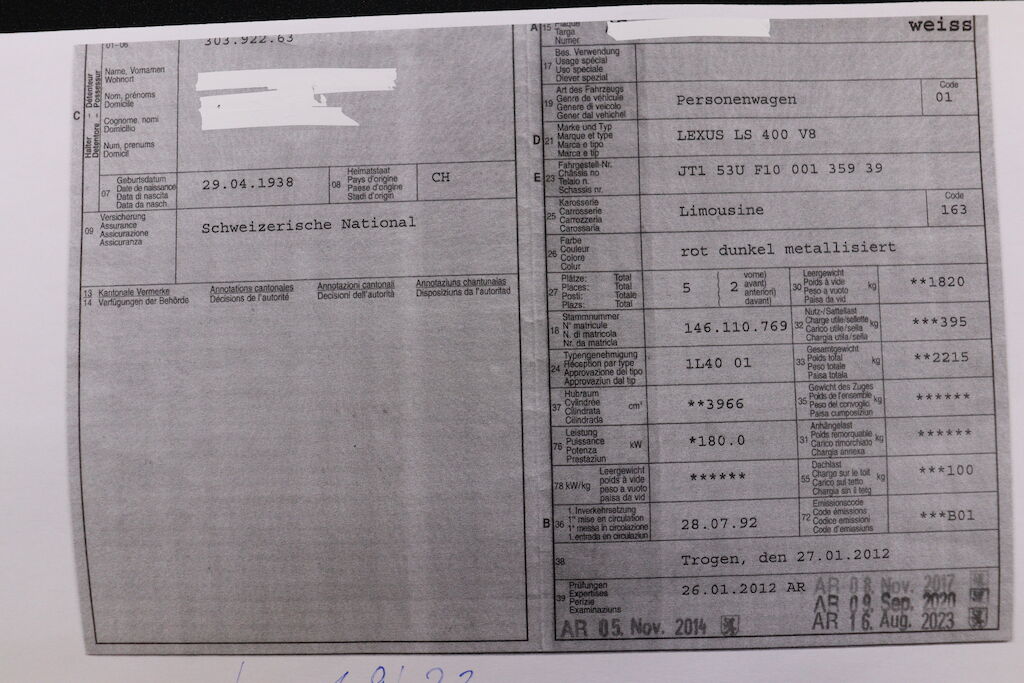 01-06
303.922.63
C
Halter Détenteur
Detentore Possessur
Name, Vornamen
Wohnort
Nom, prénoms
Domicile
Cognome, nomi
Domicilio
Num, prenums
Domicil
07
Geburtsdatum
Date de naissance
Data di nascita
Data da nasch.
29.04.1938
08
Heimatstaat
Pays d'origine
Paese d'origine
Stadi d'origin
CH
09
Versicherung
Assurance
Assicurazione
Assicuranza
Schweizerische National
13 Kantonale Vermerke
14 Verfügungen der Behörde
Annotations cantonales
Décisions de l'autorité
Annotazioni cantonali
Decisioni dell'autorità
Annotaziuns chantunalas
Disposiziuns da l'autoritad
A 15
Plaque
Targa
Numer
weiss
17
Bes. Verwendung
Usage spécial
Uso speciale
Diever spezial
19
Art des Fahrzeugs
Genre de véhicule
Genere di veicolo
Gener dal vehichel
Personenwagen
Code
01
D 21
Marke und Typ
Marque et type
Marca e tipo
Marca e tip
LEXUS LS 400 V8
E 23
Fahrgestell-Nr.
Châssis no
Telaio n.
Schassis nr.
JT1 53U F10 001 359 39
25
Karosserie
Carrosserie
Carrozzeria
Carossaria
Limousine
Code
163
26
Farbe
Couleur
Colore
Colur
rot dunkel metallisiert
27
Plätze: Total
Places: Total
Posti: Totale
Plazs: Total
5 ( 2 vorne)
avant)
anteriori)
davant)
30
Leergewicht
Poids à vide
Peso a vuoto
Paisa da vid
kg
**1820
18
Stammnummer
N° matricule
N. di matricola
Nr. da matricla
146.110.769
32
Nutz-/Sattellast
Charge utile/sellette
Carico utile/sella
Chargia utila/sella
kg
***395
24
Typengenehmigung
Réception par type
Approvazione del tipo
Approvaziun dal tip
1L40 01
33
Gesamtgewicht
Poids total
Peso totale
Paisa totala
kg
**2215
37
Hubraum
Cylindrée
Cilindrata
Cilindrada
cm³
**3966
35
Gewicht des Zuges
Poids de l'ensemble
Peso del convoglio
Paisa cumposiziun
kg
******
76
Leistung
Puissance
Potenza
Prestaziun
kW
*180.0
31
Anhängelast
Poids remorquable
Carico rimorchiato
Chargia annexa
kg
******
78 kW/kg
Leergewicht
poids à vide
peso a vuoto
paisa da vid
******
55
Dachlast
Charge sur le toit
Carico sul tetto
Chargia sin il tetg
kg
***100
B 36
1. Inverkehrsetzung
1re mise en circulation
1a messa in circolazione
1. entrada en circulaziun
28.07.92
72
Emissionscode
Code émissions
Codice emissioni
Code d'emissiuns
***B01
38
Trogen, den 27.01.2012
39
Prüfungen
Expertises
Perizie
Examinaziuns
26.01.2012 AR
AR 08. Nov. 2017
AR 09. Sep. 2020
AR 05. Nov. 2014
AR 16. Aug. 2023